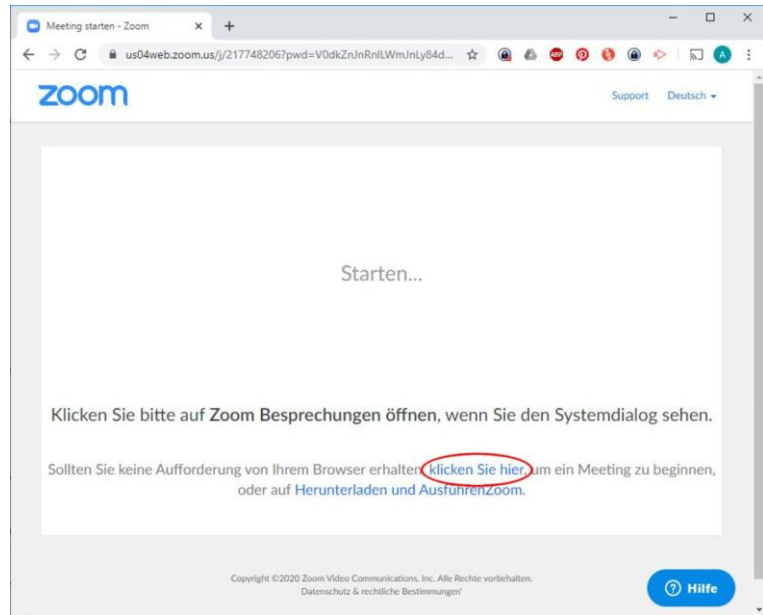 Meeting starten - Zoom
us04web.zoom.us/j/217748206?pwd=V0dkZnJnRnlLWmJnLy84d...
ABP
A
zoom
Support Deutsch
Starten...
Klicken Sie bitte auf Zoom Besprechungen öffnen, wenn Sie den Systemdialog sehen.
Sollten Sie keine Aufforderung von Ihrem Browser erhalten, klicken Sie hier, um ein Meeting zu beginnen,
oder auf Herunterladen und AusführenZoom.
Copyright ©2020 Zoom Video Communications, Inc. Alle Rechte vorbehalten.
Datenschutz & rechtliche Bestimmungen'
Hilfe